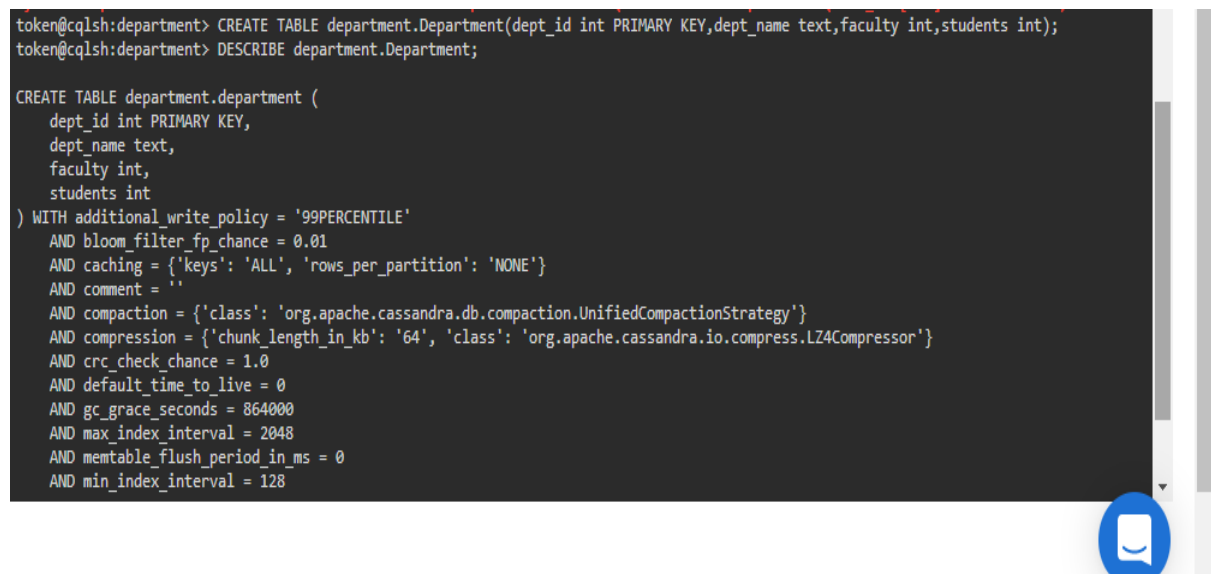 token@cqlsh:department> CREATE TABLE department.Department(dept_id int PRIMARY KEY,dept_name text,faculty int,students int);
token@cqlsh:department> DESCRIBE department.Department;
CREATE TABLE department.department (
    dept_id int PRIMARY KEY,
    dept_name text,
    faculty int,
    students int
) WITH additional_write_policy = '99PERCENTILE'
    AND bloom_filter_fp_chance = 0.01
    AND caching = {'keys': 'ALL', 'rows_per_partition': 'NONE'}
    AND comment = ''
    AND compaction = {'class': 'org.apache.cassandra.db.compaction.UnifiedCompactionStrategy'}
    AND compression = {'chunk_length_in_kb': '64', 'class': 'org.apache.cassandra.io.compress.LZ4Compressor'}
    AND crc_check_chance = 1.0
    AND default_time_to_live = 0
    AND gc_grace_seconds = 864000
    AND max_index_interval = 2048
    AND memtable_flush_period_in_ms = 0
    AND min_index_interval = 128